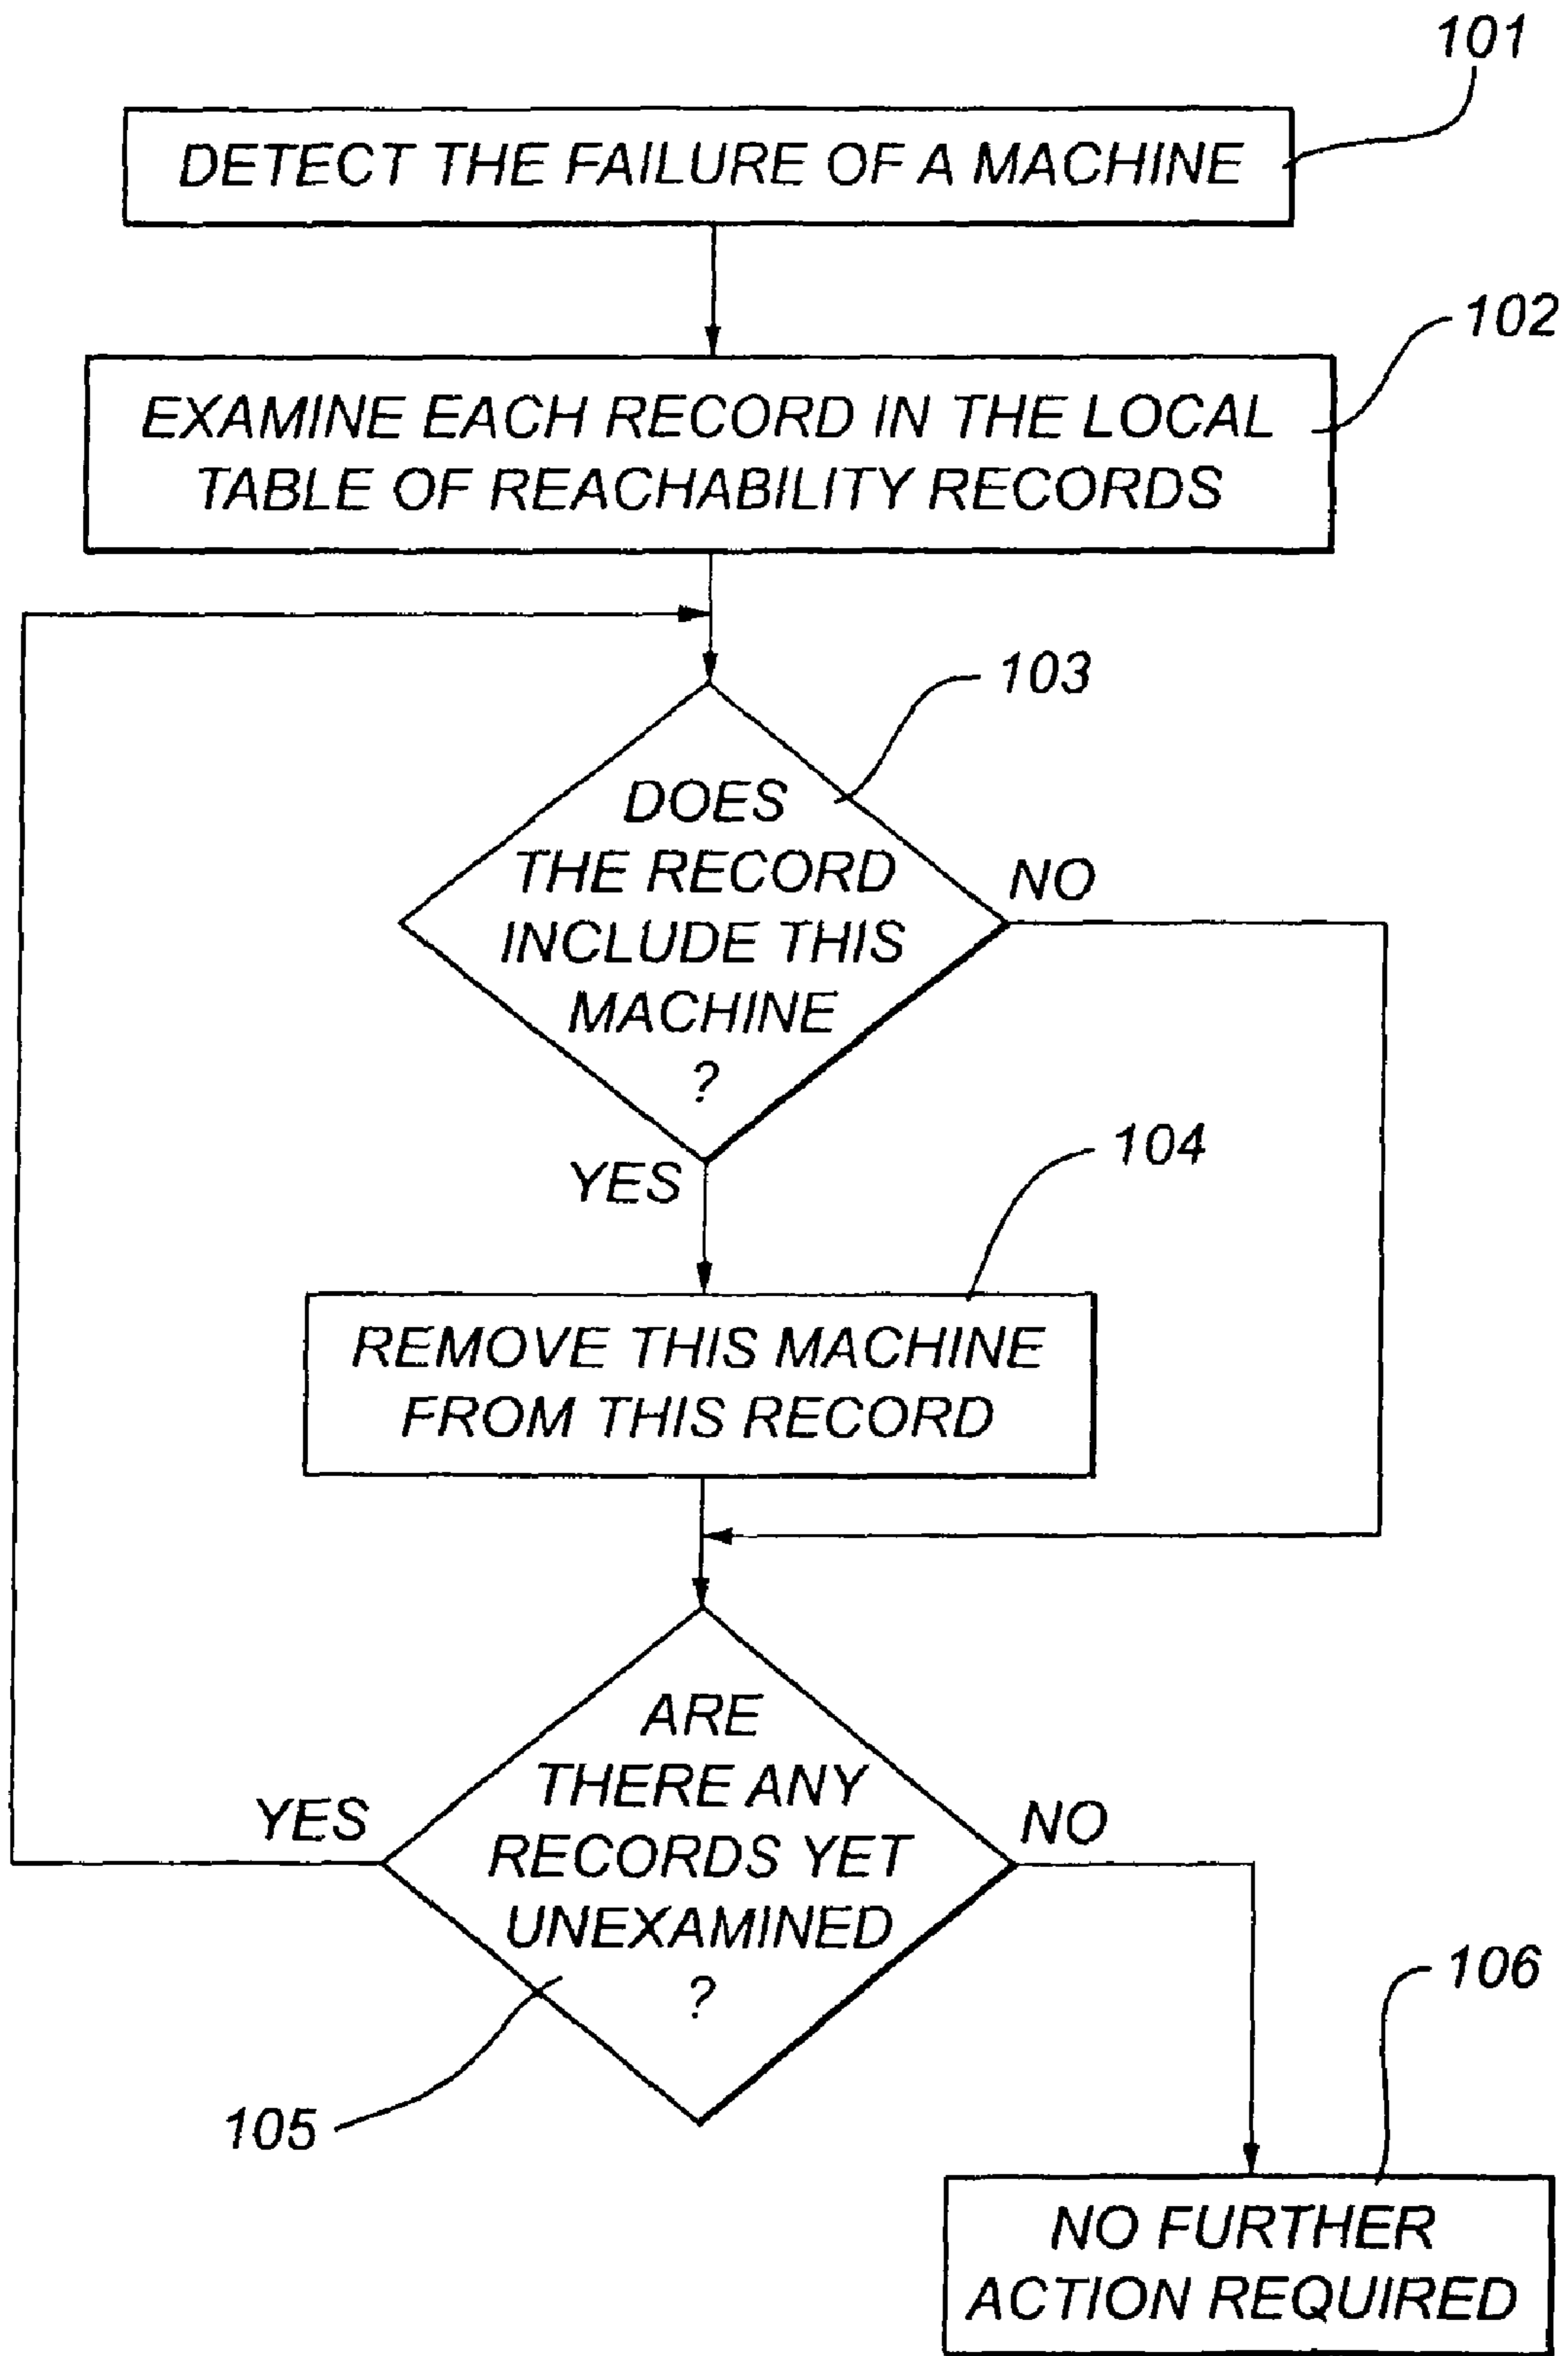 101
DETECT THE FAILURE OF A MACHINE
102
EXAMINE EACH RECORD IN THE LOCAL
TABLE OF REACHABILITY RECORDS
103
DOES
THE RECORD
INCLUDE THIS
MACHINE
?
NO
YES
104
REMOVE THIS MACHINE
FROM THIS RECORD
ARE
THERE ANY
RECORDS YET
UNEXAMINED
?
YES
NO
105
106
NO FURTHER
ACTION REQUIRED